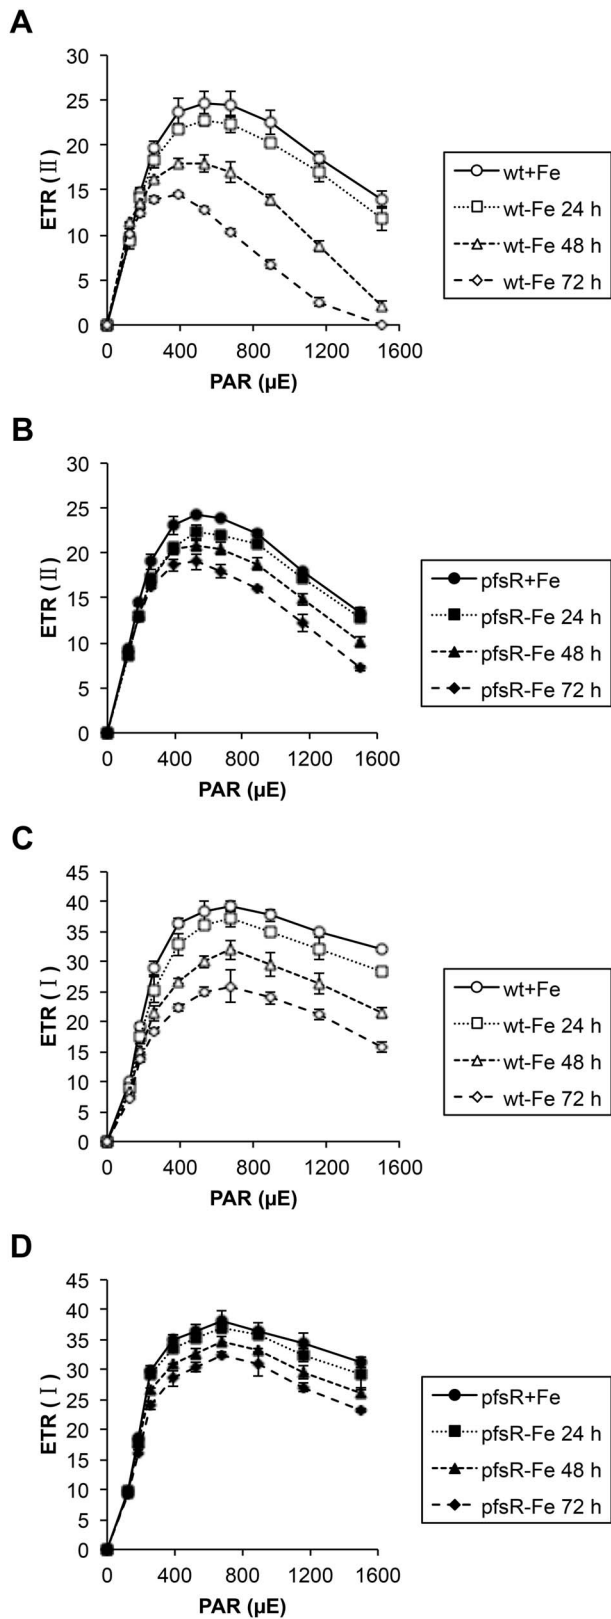 A
30
25
20
15
10
5
0
ETR (II)
0 400 800 1200 1600
PAR (µE)
wt+Fe
wt-Fe 24 h
wt-Fe 48 h
wt-Fe 72 h
B
30
25
20
15
10
5
0
ETR (II)
0 400 800 1200 1600
PAR (µE)
pfsR+Fe
pfsR-Fe 24 h
pfsR-Fe 48 h
pfsR-Fe 72 h
C
45
40
35
30
25
20
15
10
5
0
ETR (I)
0 400 800 1200 1600
PAR (µE)
wt+Fe
wt-Fe 24 h
wt-Fe 48 h
wt-Fe 72 h
D
45
40
35
30
25
20
15
10
5
0
ETR (I)
0 400 800 1200 1600
PAR (µE)
pfsR+Fe
pfsR-Fe 24 h
pfsR-Fe 48 h
pfsR-Fe 72 h